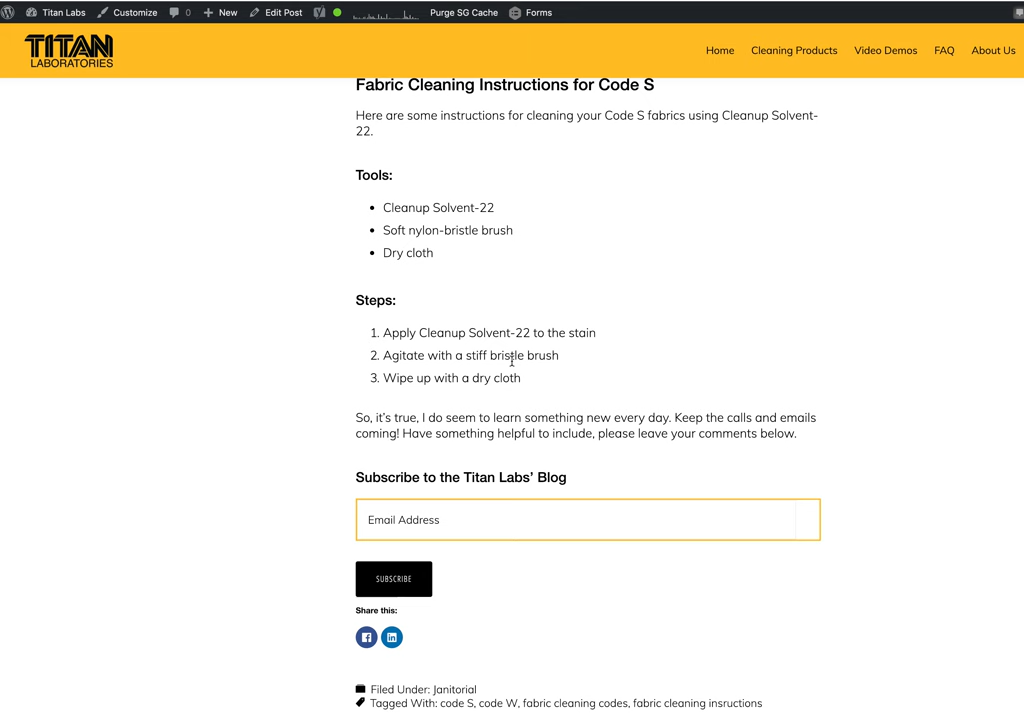 Titan Labs Customize 0 New Edit Post Purge SG Cache Forms
TITAN
LABORATORIES
Home Cleaning Products Video Demos FAQ About Us
Fabric Cleaning Instructions for Code S
Here are some instructions for cleaning your Code S fabrics using Cleanup Solvent-
22.
Tools:
• Cleanup Solvent-22
• Soft nylon-bristle brush
• Dry cloth
Steps:
1. Apply Cleanup Solvent-22 to the stain
2. Agitate with a stiff bristle brush
3. Wipe up with a dry cloth
So, it's true, I do seem to learn something new every day. Keep the calls and emails
coming! Have something helpful to include, please leave your comments below.
Subscribe to the Titan Labs' Blog
Email Address
SUBSCRIBE
Share this:
Filed Under: Janitorial
Tagged With: code S, code W, fabric cleaning codes, fabric cleaning insructions